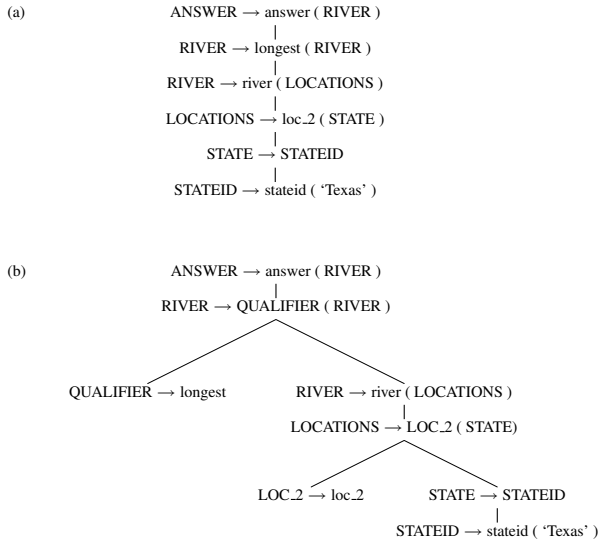 (a) ANSWER → answer ( RIVER )
RIVER → longest ( RIVER )
RIVER → river ( LOCATIONS )
LOCATIONS → loc_2 ( STATE )
STATE → STATEID
STATEID → stateid ( ‘Texas’ )
(b) ANSWER → answer ( RIVER )
RIVER → QUALIFIER ( RIVER )
QUALIFIER → longest RIVER → river ( LOCATIONS )
LOCATIONS → LOC_2 ( STATE)
LOC_2 → loc_2 STATE → STATEID
STATEID → stateid ( ‘Texas’ )